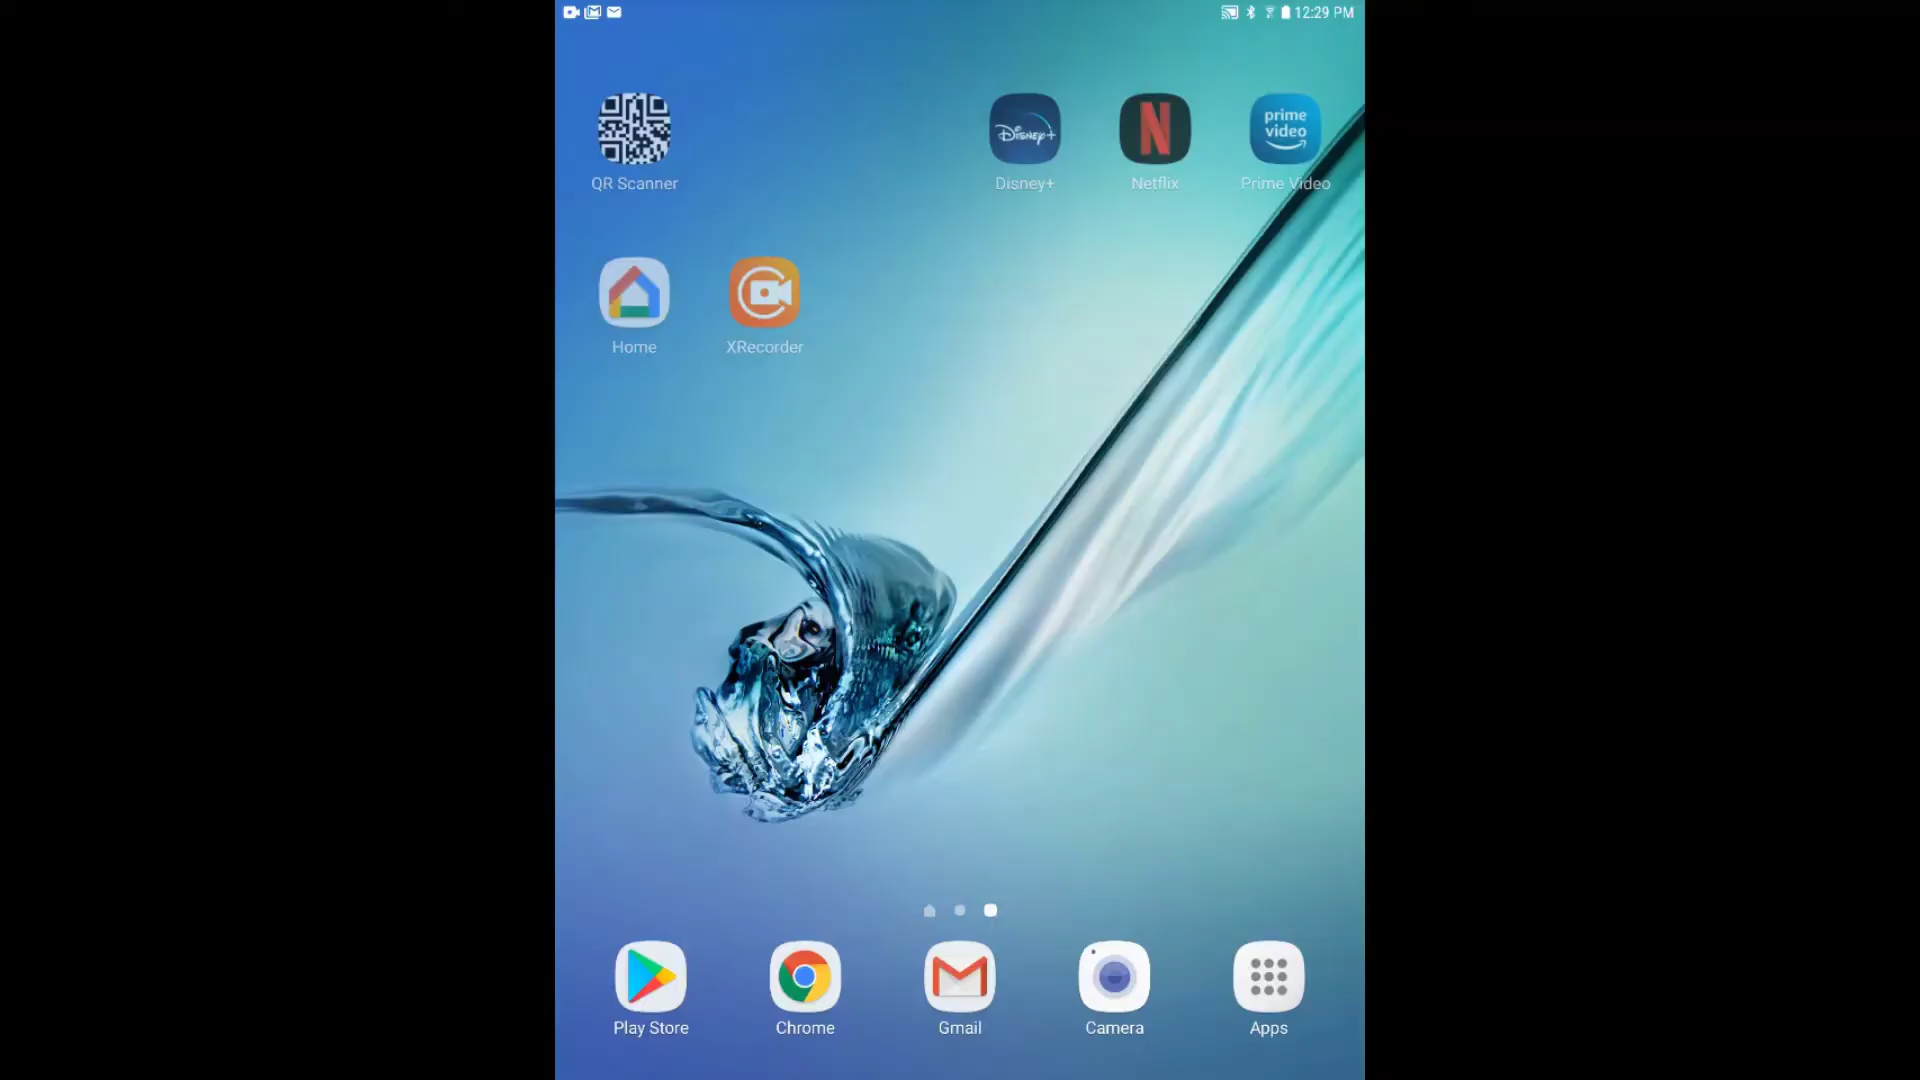 12:29 PM
Disney+
N
prime
video
QR Scanner
Disney+
Netflix
Prime Video
Home
XRecorder
Play Store
Chrome
Gmail
Camera
Apps